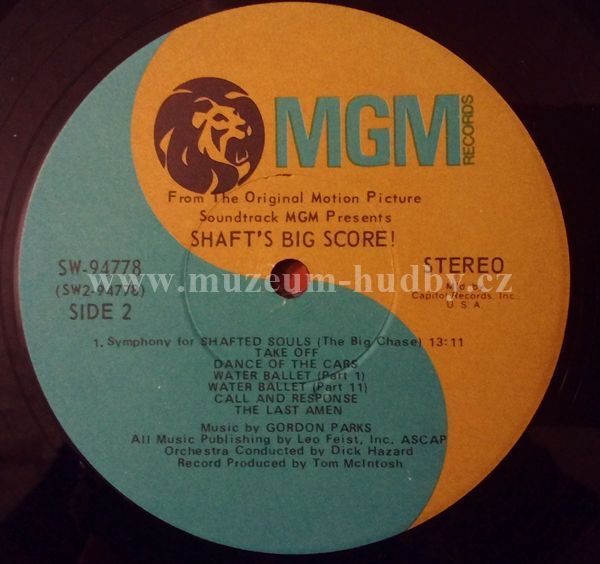 MGM
RECORDS
From The Original Motion Picture
Soundtrack MGM Presents
SHAFT'S BIG SCORE!
SW-94778
(SW2-94778)
SIDE 2
STEREO
Mfd. by
Capitol Records, Inc.
U.S.A.
www.muzeum-hudby.cz
1. Symphony for SHAFTED SOULS (The Big Chase) 13:11
TAKE OFF
DANCE OF THE CARS
WATER BALLET (Part 1)
WATER BALLET (Part 11)
CALL AND RESPONSE
THE LAST AMEN
Music by GORDON PARKS
All Music Publishing by Leo Feist, Inc. ASCAP
Orchestra Conducted by Dick Hazard
Record Produced by Tom McIntosh